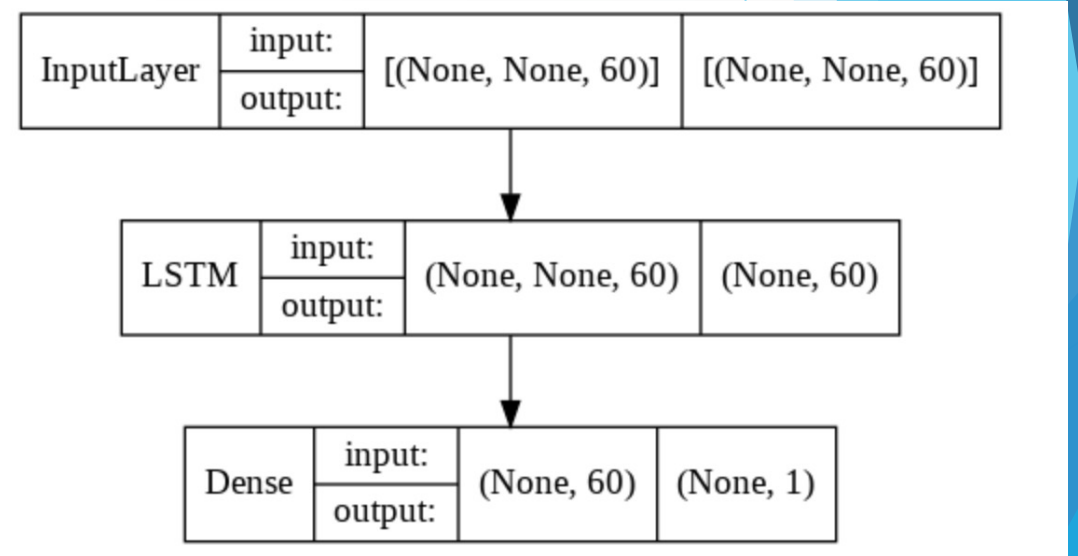 InputLayer
input:
output:
[(None, None, 60)]
[(None, None, 60)]
LSTM
input:
output:
(None, None, 60)
(None, 60)
Dense
input:
output:
(None, 60)
(None, 1)